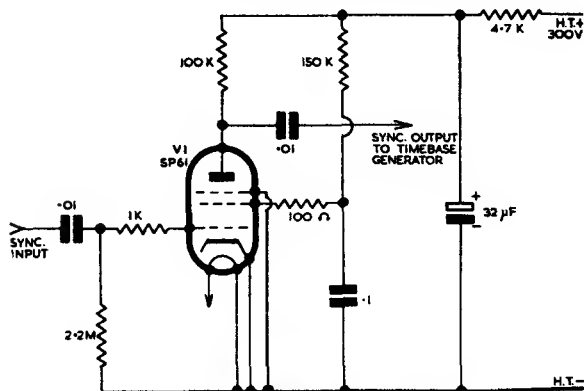 4·7 K
H.T.+
300V
100 K
150 K
·01
SYNC. OUTPUT
TO TIMEBASE
GENERATOR
V1
SP61
·01
1K
100 Ω
+
32 µF
-
SYNC.
INPUT
·1
2·2M
H.T.-